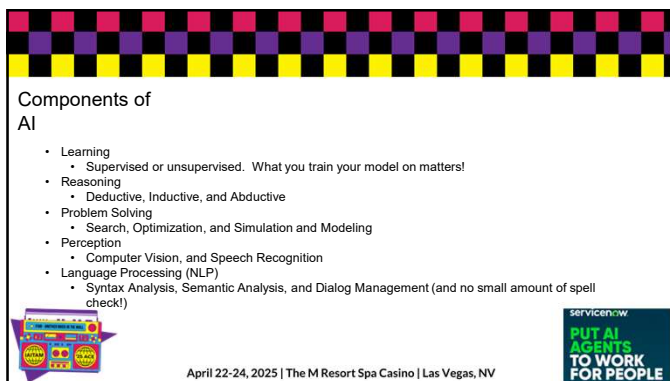 Components of
AI
• Learning
• Supervised or unsupervised. What you train your model on matters!
• Reasoning
• Deductive, Inductive, and Abductive
• Problem Solving
• Search, Optimization, and Simulation and Modeling
• Perception
• Computer Vision, and Speech Recognition
• Language Processing (NLP)
• Syntax Analysis, Semantic Analysis, and Dialog Management (and no small amount of spell
check!)
IAITAM
April 22-24, 2025 | The M Resort Spa Casino | Las Vegas, NV
servicenow
PUT AI
AGENTS
TO WORK
FOR PEOPLE